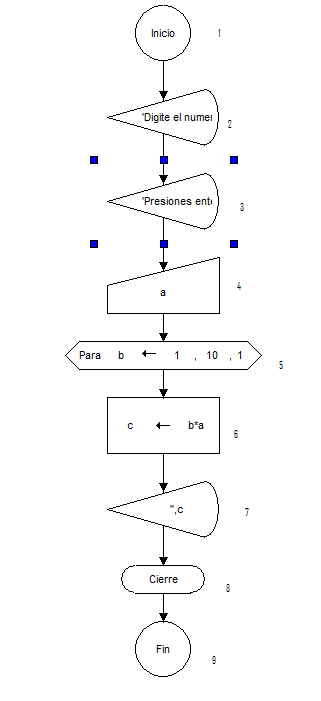 Inicio 1
'Digite el numer 2
'Presiones ent 3
a 4
Para b ← 1 , 10 , 1 5
c ← b*a 6
'',c 7
Cierre 8
Fin 9